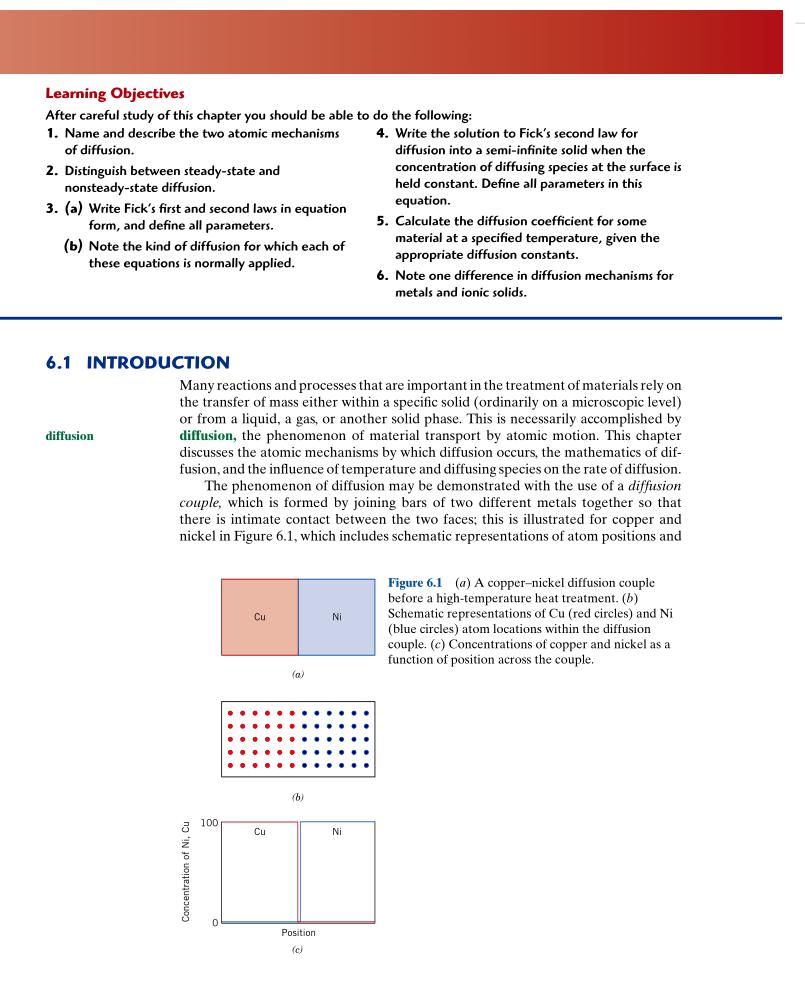 Learning Objectives
After careful study of this chapter you should be able to do the following:
1. Name and describe the two atomic mechanisms
of diffusion.
2. Distinguish between steady-state and
nonsteady-state diffusion.
3. (a) Write Fick's first and second laws in equation
form, and define all parameters.
(b) Note the kind of diffusion for which each of
these equations is normally applied.
4. Write the solution to Fick's second law for
diffusion into a semi-infinite solid when the
concentration of diffusing species at the surface is
held constant. Define all parameters in this
equation.
5. Calculate the diffusion coefficient for some
material at a specified temperature, given the
appropriate diffusion constants.
6. Note one difference in diffusion mechanisms for
metals and ionic solids.
6.1 INTRODUCTION
Many reactions and processes that are important in the treatment of materials rely on
the transfer of mass either within a specific solid (ordinarily on a microscopic level)
or from a liquid, a gas, or another solid phase. This is necessarily accomplished by
diffusion
diffusion, the phenomenon of material transport by atomic motion. This chapter
discusses the atomic mechanisms by which diffusion occurs, the mathematics of dif-
fusion, and the influence of temperature and diffusing species on the rate of diffusion.
The phenomenon of diffusion may be demonstrated with the use of a diffusion
couple, which is formed by joining bars of two different metals together so that
there is intimate contact between the two faces; this is illustrated for copper and
nickel in Figure 6.1, which includes schematic representations of atom positions and
Cu
Ni
(a)
Figure 6.1 (a) A copper–nickel diffusion couple
before a high-temperature heat treatment. (b)
Schematic representations of Cu (red circles) and Ni
(blue circles) atom locations within the diffusion
couple. (c) Concentrations of copper and nickel as a
function of position across the couple.
(b)
Concentration of Ni, Cu
100
Cu
Ni
0
Position
(c)